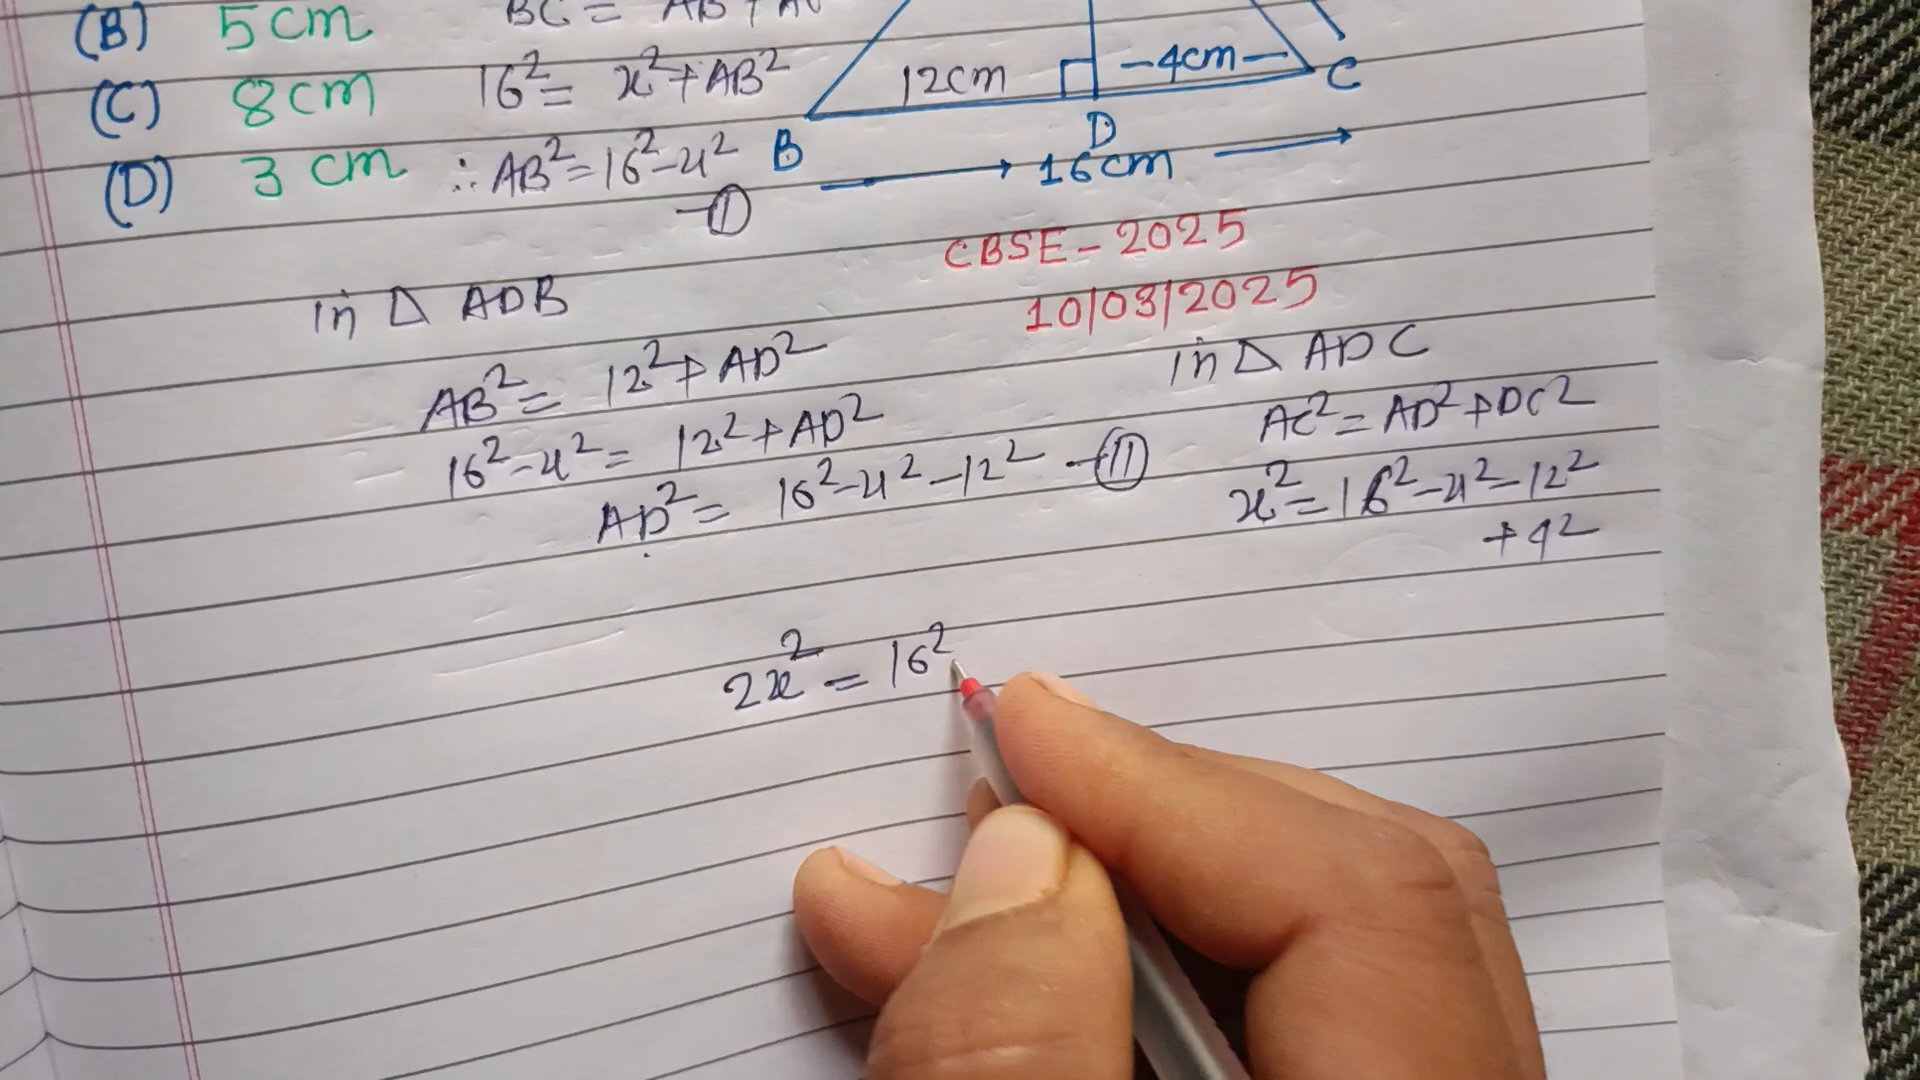 (B) 5cm
BC = AB + AC
(C) 8cm
16² = x² + AB²
(D) 3 cm
∴ AB² = 16² - x²
- (I)
12cm
-4cm-
B
D
C
16cm
CBSE - 2025
10/03/2025
in Δ ADB
AB² = 12² + AD²
16² - x² = 12² + AD²
AD² = 16² - x² - 12² - (II)
in Δ ADC
AC² = AD² + DC²
x² = 16² - x² - 12²
+ 4²
2x² = 16²